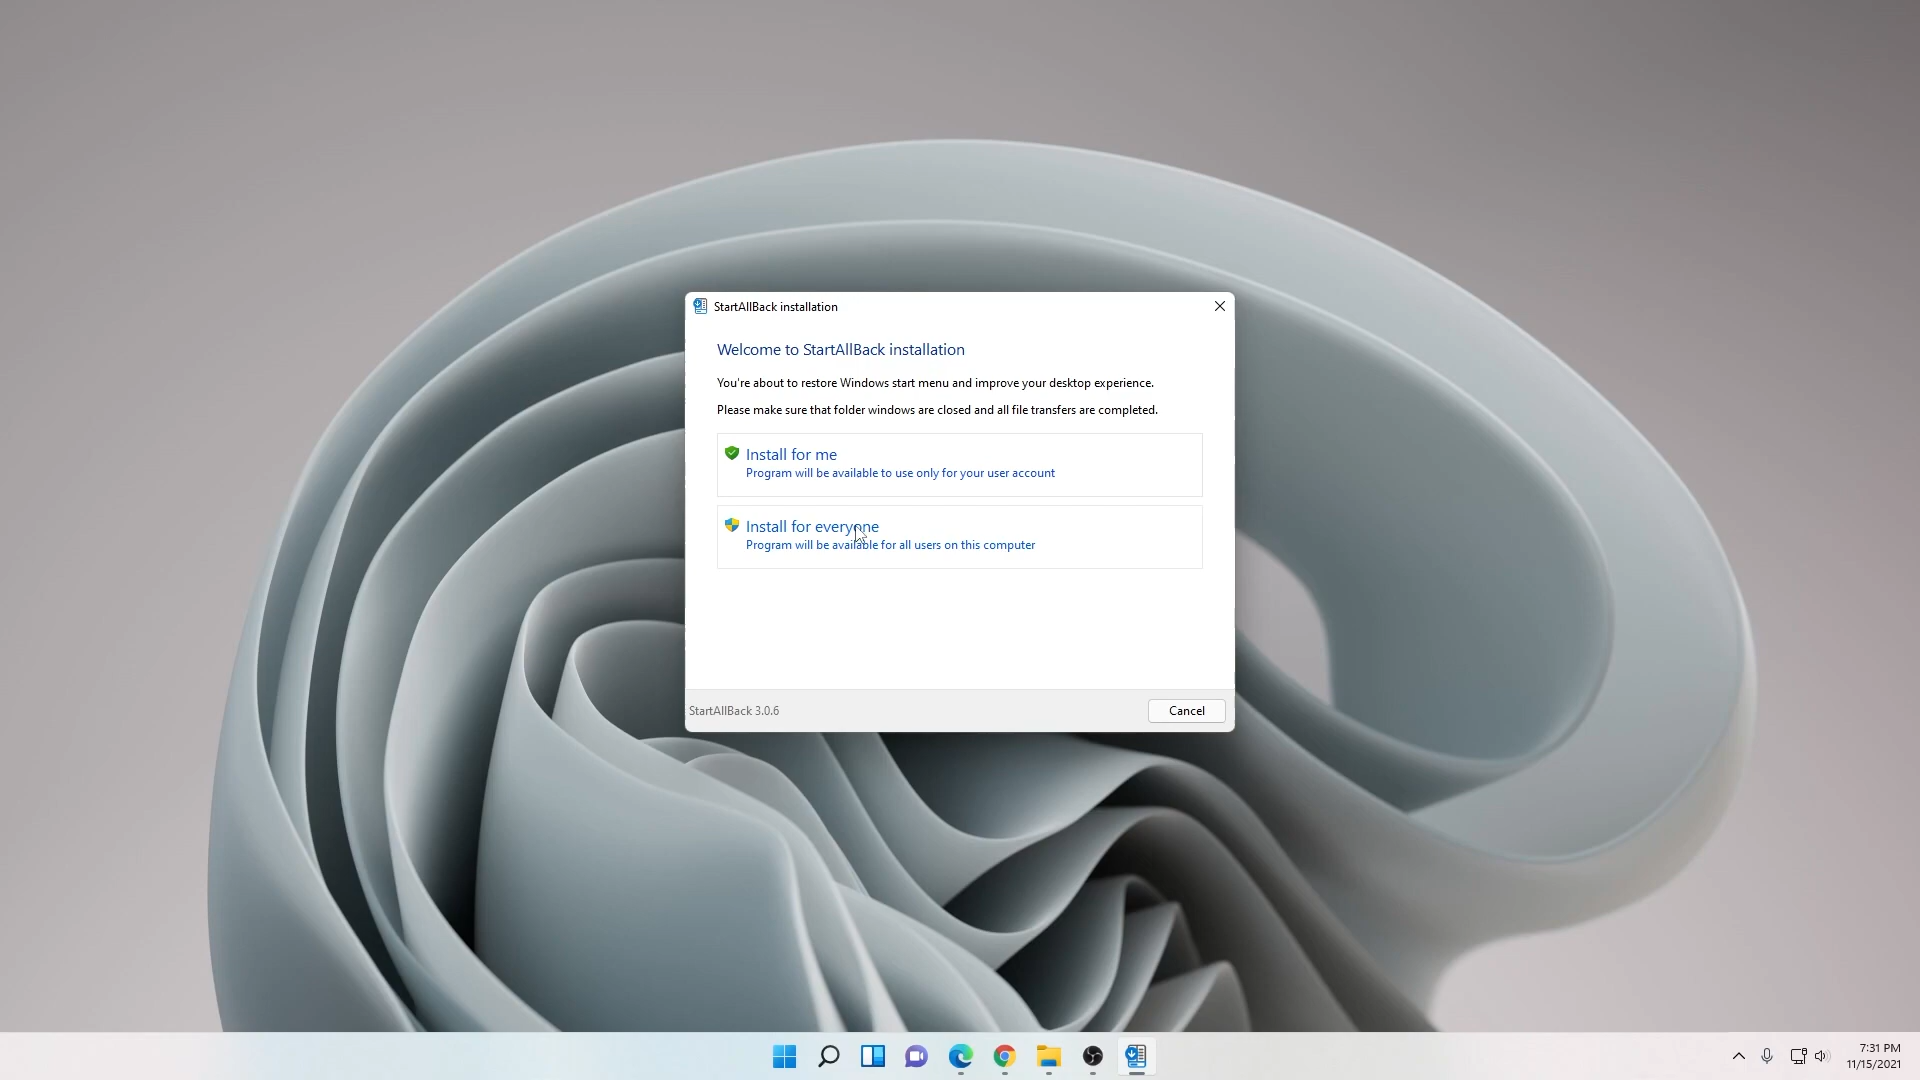 StartAllBack installation
Welcome to StartAllBack installation
You're about to restore Windows start menu and improve your desktop experience.
Please make sure that folder windows are closed and all file transfers are completed.
Install for me
Program will be available to use only for your user account
Install for everyone
Program will be available for all users on this computer
StartAllBack 3.0.6
Cancel
7:31 PM
11/15/2021